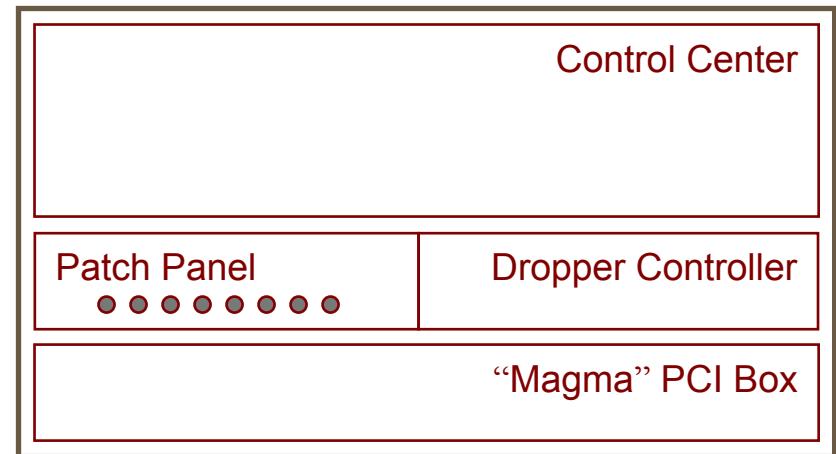 Control Center
Patch Panel
Dropper Controller
“Magma” PCI Box